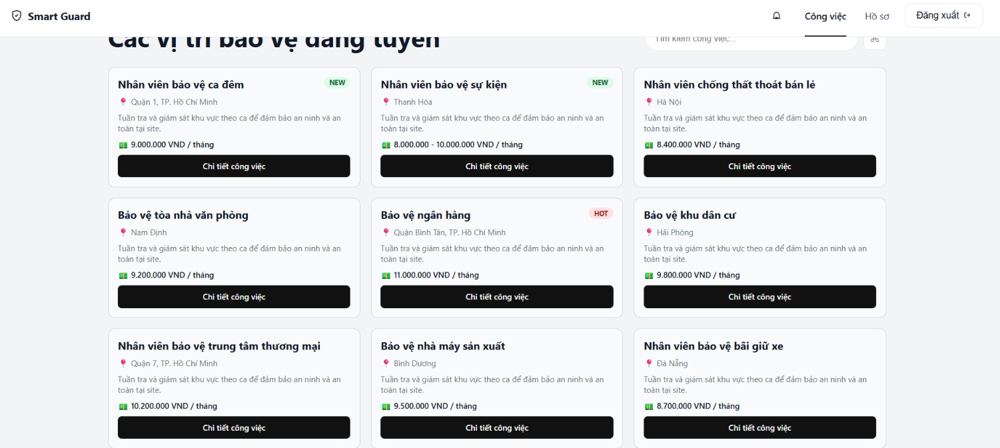 Smart Guard
Công việc
Hồ sơ
Đăng xuất
Các vị trí bảo vệ đang tuyển
Tìm kiếm công việc...
Nhân viên bảo vệ ca đêm
NEW
Quận 1, TP. Hồ Chí Minh
Tuần tra và giám sát khu vực theo ca để đảm bảo an ninh và an
toàn tại site.
9.000.000 VND / tháng
Chi tiết công việc
Nhân viên bảo vệ sự kiện
NEW
Thanh Hóa
Tuần tra và giám sát khu vực theo ca để đảm bảo an ninh và an
toàn tại site.
8.000.000 - 10.000.000 VND / tháng
Chi tiết công việc
Nhân viên chống thất thoát bán lẻ
Hà Nội
Tuần tra và giám sát khu vực theo ca để đảm bảo an ninh và an
toàn tại site.
8.400.000 VND / tháng
Chi tiết công việc
Bảo vệ tòa nhà văn phòng
Nam Định
Tuần tra và giám sát khu vực theo ca để đảm bảo an ninh và an
toàn tại site.
9.200.000 VND / tháng
Chi tiết công việc
Bảo vệ ngân hàng
HOT
Quận Bình Tân, TP. Hồ Chí Minh
Tuần tra và giám sát khu vực theo ca để đảm bảo an ninh và an
toàn tại site.
11.000.000 VND / tháng
Chi tiết công việc
Bảo vệ khu dân cư
Hải Phòng
Tuần tra và giám sát khu vực theo ca để đảm bảo an ninh và an
toàn tại site.
9.800.000 VND / tháng
Chi tiết công việc
Nhân viên bảo vệ trung tâm thương mại
Quận 7, TP. Hồ Chí Minh
Tuần tra và giám sát khu vực theo ca để đảm bảo an ninh và an
toàn tại site.
10.200.000 VND / tháng
Chi tiết công việc
Bảo vệ nhà máy sản xuất
Bình Dương
Tuần tra và giám sát khu vực theo ca để đảm bảo an ninh và an
toàn tại site.
9.500.000 VND / tháng
Chi tiết công việc
Nhân viên bảo vệ bãi giữ xe
Đà Nẵng
Tuần tra và giám sát khu vực theo ca để đảm bảo an ninh và an
toàn tại site.
8.700.000 VND / tháng
Chi tiết công việc